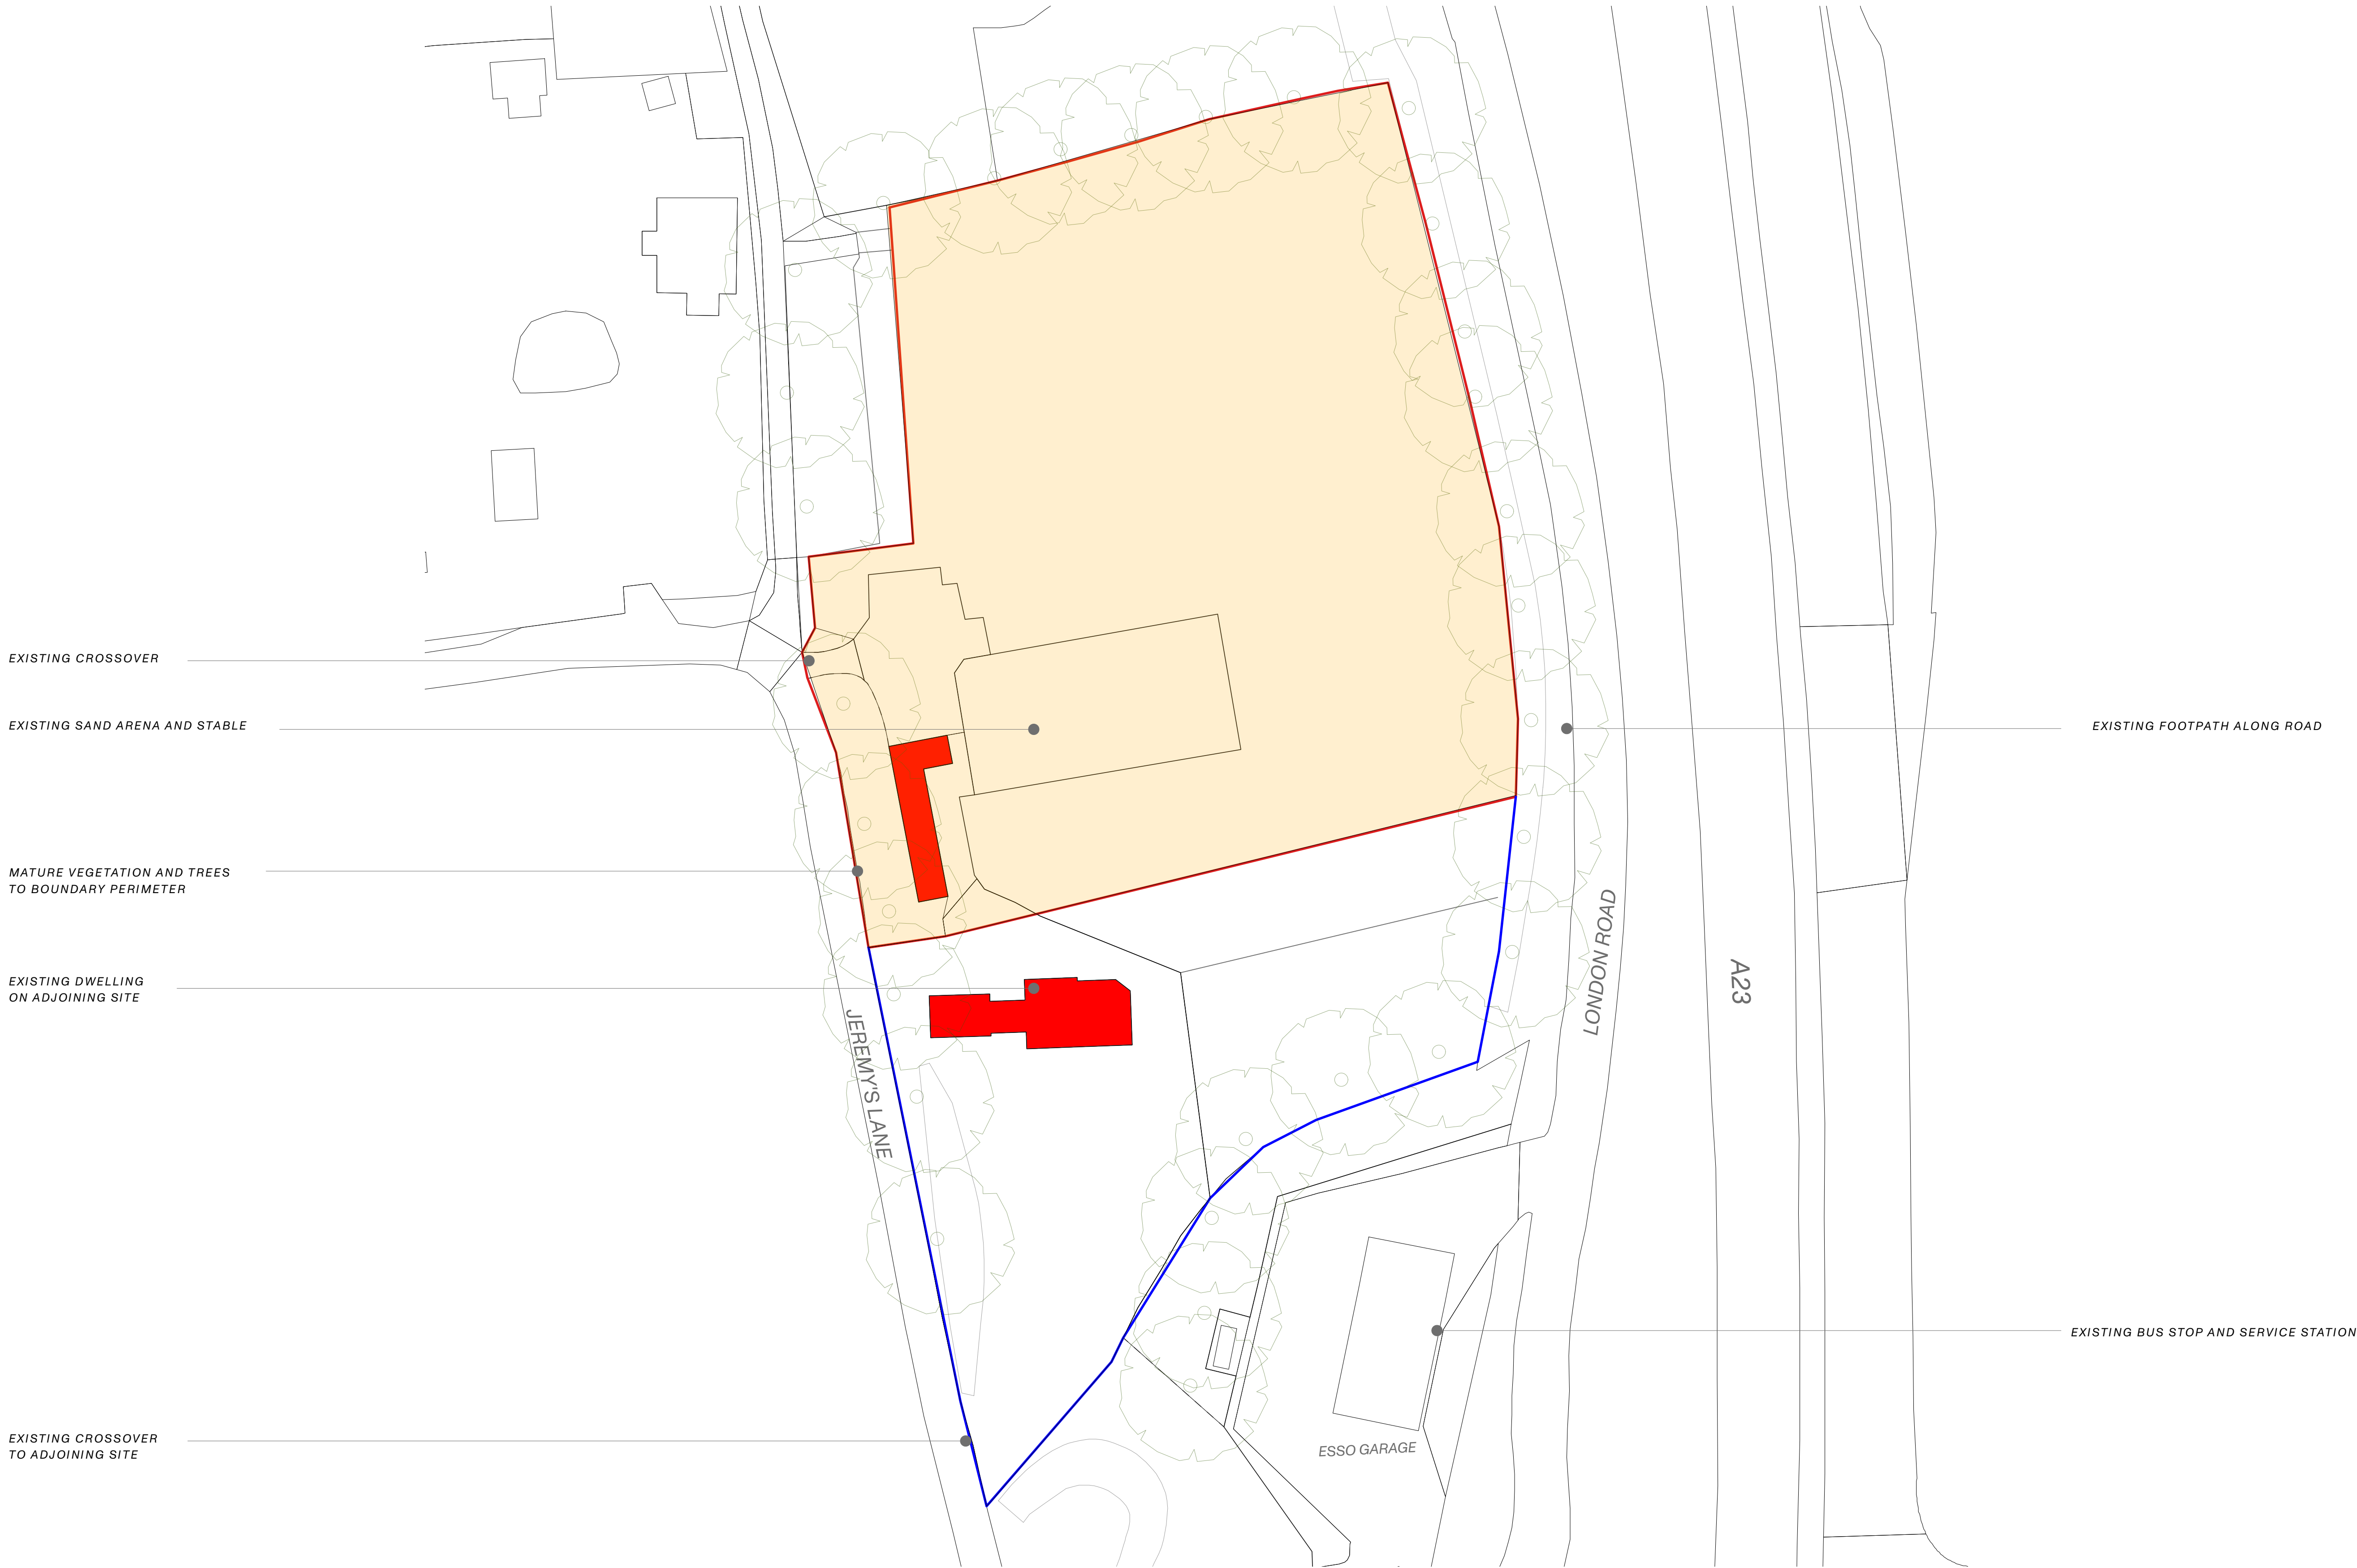 EXISTING CROSSOVER
EXISTING SAND ARENA AND STABLE
EXISTING FOOTPATH ALONG ROAD
MATURE VEGETATION AND TREES
TO BOUNDARY PERIMETER
LONDON ROAD
A23
EXISTING DWELLING
ON ADJOINING SITE
JEREMY'S LANE
EXISTING BUS STOP AND SERVICE STATION
EXISTING CROSSOVER
TO ADJOINING SITE
ESSO GARAGE